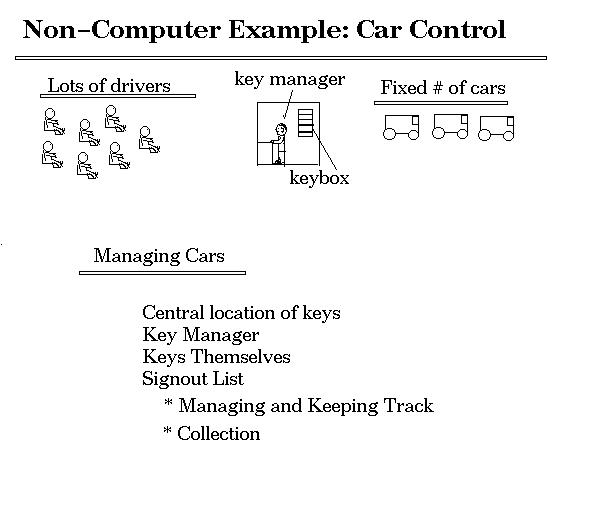 Non-Computer Example: Car Control
Lots of drivers
key manager
Fixed # of cars
keybox
Managing Cars
Central location of keys
Key Manager
Keys Themselves
Signout List
* Managing and Keeping Track
* Collection